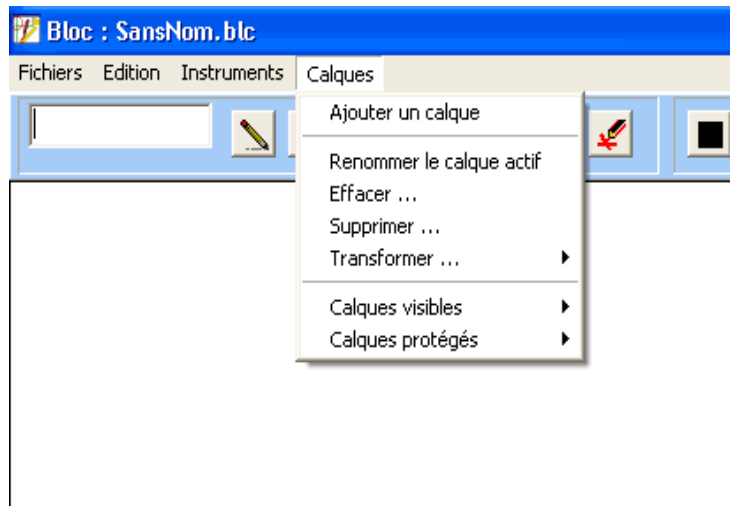 Bloc : SansNom.blc
Fichiers Edition Instruments Calques
Ajouter un calque
Renommer le calque actif
Effacer ...
Supprimer ...
Transformer ...
Calques visibles
Calques protégés